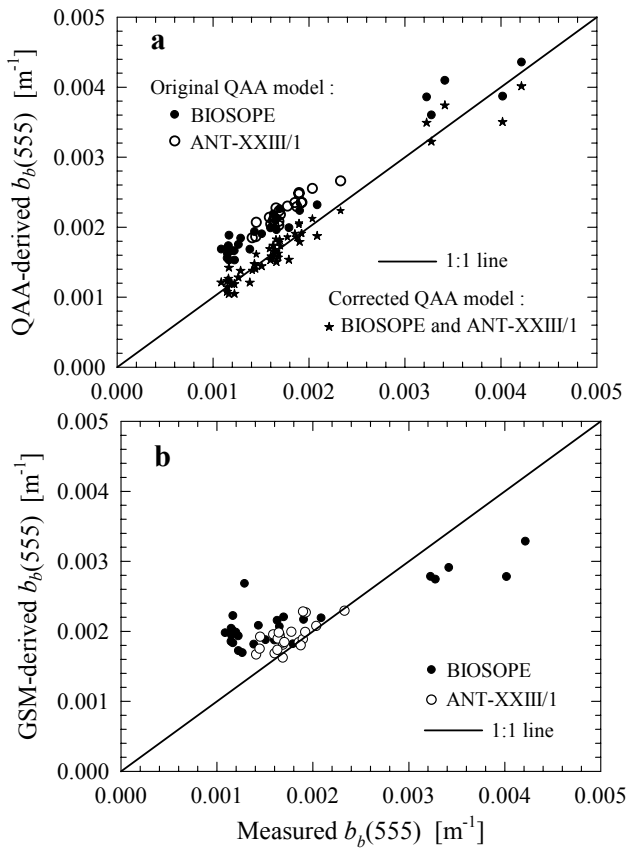 a
Original QAA model :
BIOSOPE
ANT-XXIII/1
1:1 line
Corrected QAA model :
BIOSOPE and ANT-XXIII/1
QAA-derived b_b(555) [m⁻¹]
0.005
0.004
0.003
0.002
0.001
0.000
0.000 0.001 0.002 0.003 0.004 0.005
b
BIOSOPE
ANT-XXIII/1
1:1 line
GSM-derived b_b(555) [m⁻¹]
0.005
0.004
0.003
0.002
0.001
0.000
0.000 0.001 0.002 0.003 0.004 0.005
Measured b_b(555) [m⁻¹]